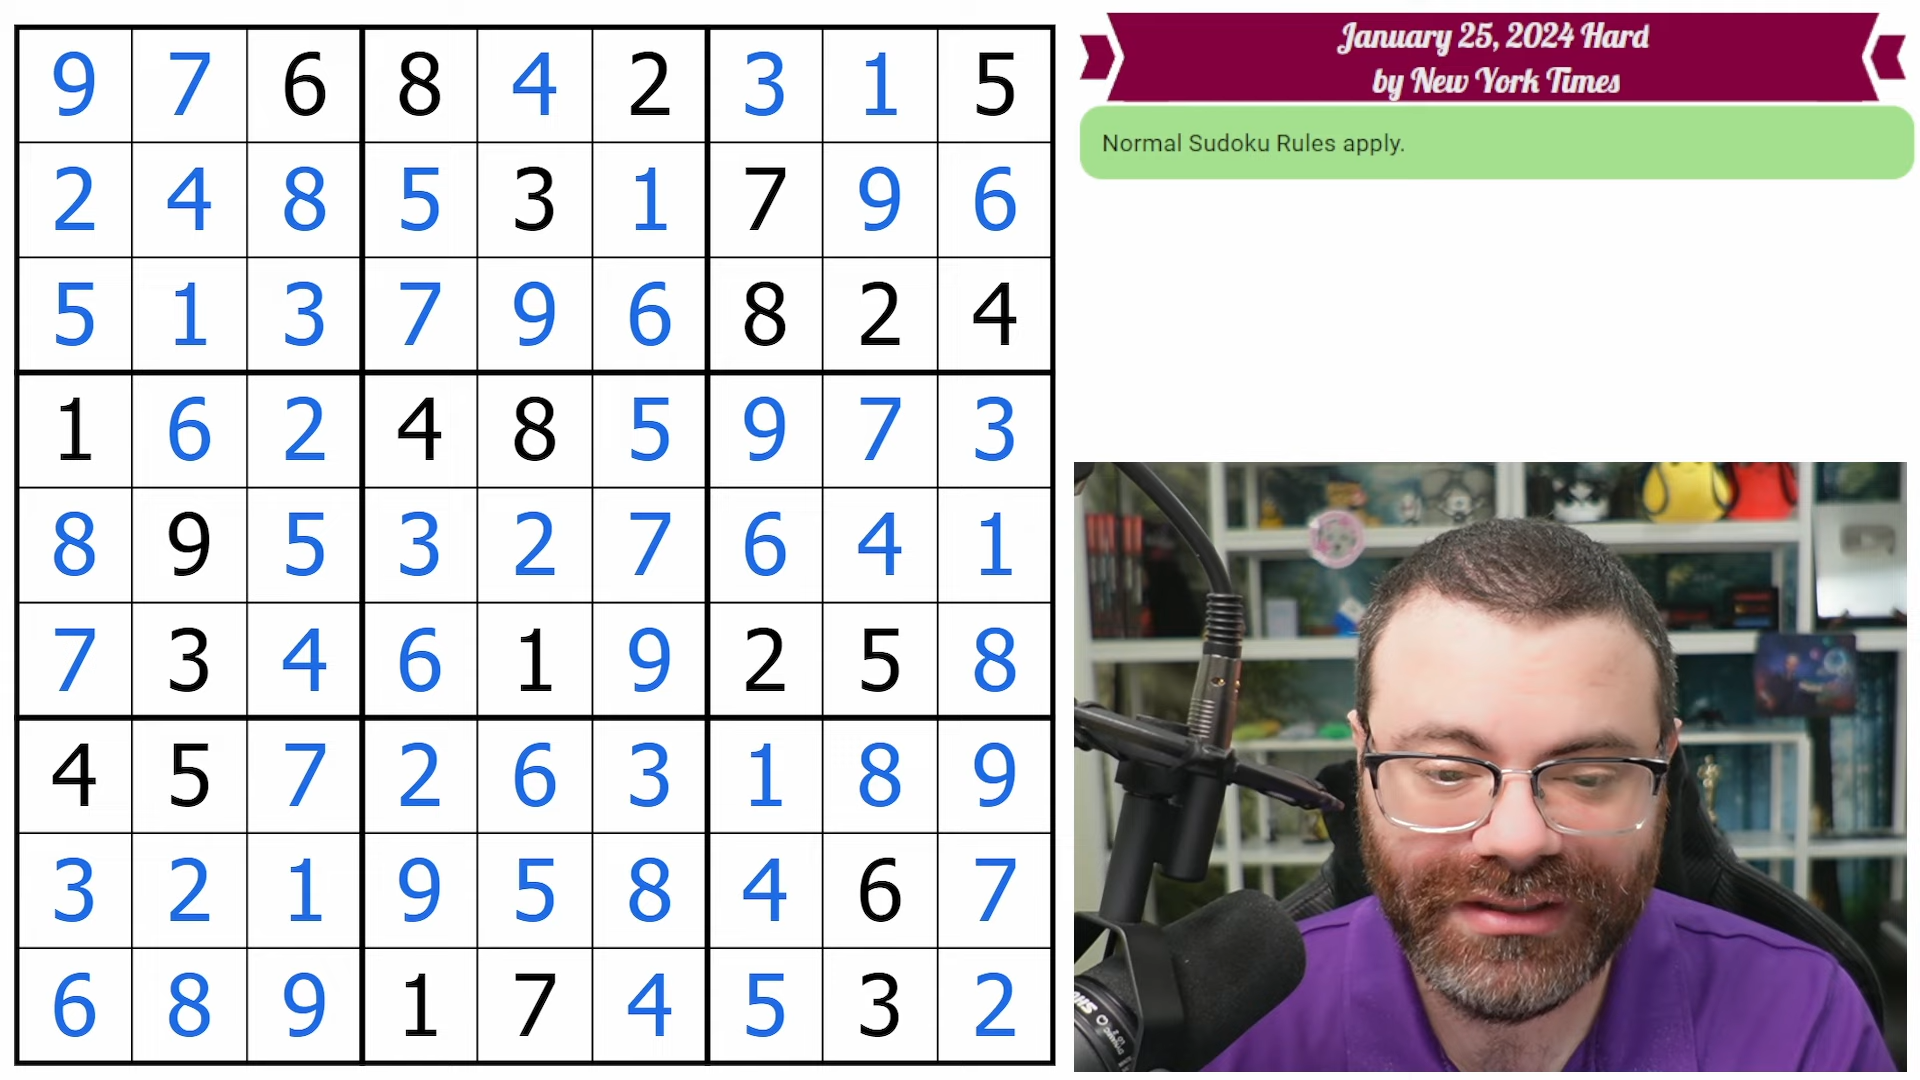 January 25, 2024 Hard
by New York Times
Normal Sudoku Rules apply.
9 7 6 8 4 2 3 1 5
2 4 8 5 3 1 7 9 6
5 1 3 7 9 6 8 2 4
1 6 2 4 8 5 9 7 3
8 9 5 3 2 7 6 4 1
7 3 4 6 1 9 2 5 8
4 5 7 2 6 3 1 8 9
3 2 1 9 5 8 4 6 7
6 8 9 1 7 4 5 3 2